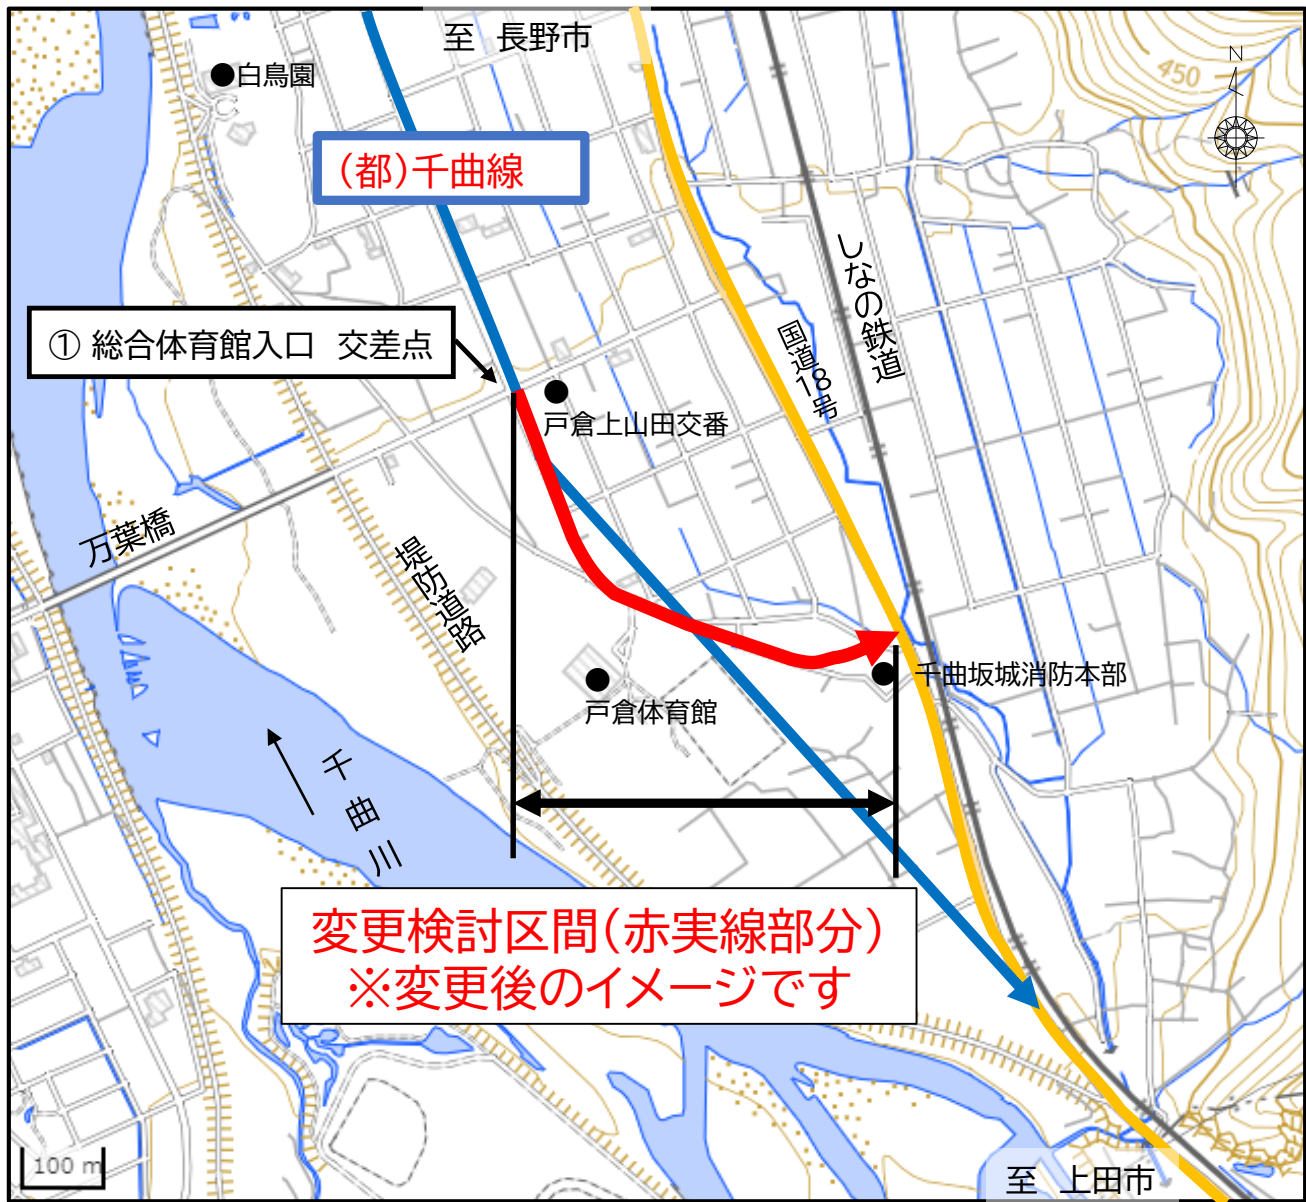 至 長野市
N
450
白鳥園
(都)千曲線
しなの鉄道
国道18号
① 総合体育館入口 交差点
戸倉上山田交番
万葉橋
堤防道路
千曲坂城消防本部
戸倉体育館
千曲川
変更検討区間(赤実線部分)
※変更後のイメージです
100 m
至 上田市